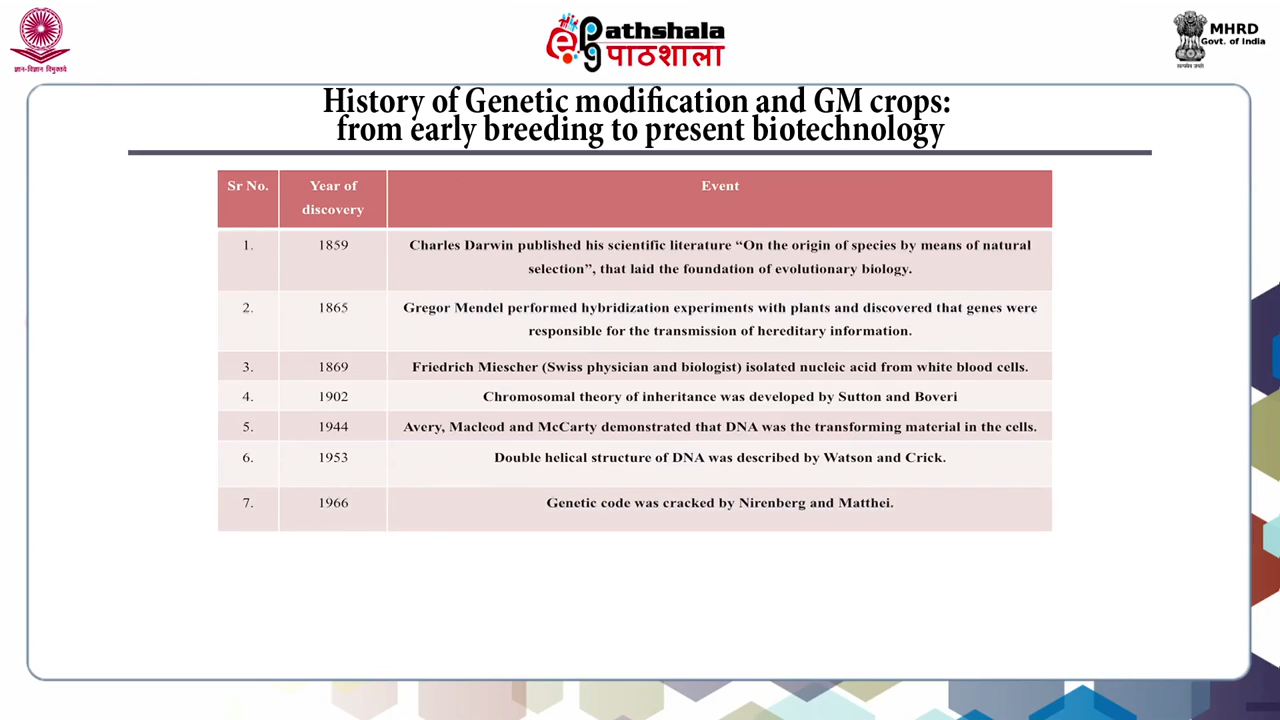 ज्ञान-विज्ञान विमुक्तये
ePG Pathshala
पाठशाला
MHRD
Govt. of India
सत्यमेव जयते
History of Genetic modification and GM crops:
from early breeding to present biotechnology
Sr No. Year of Event
discovery
1. 1859 Charles Darwin published his scientific literature “On the origin of species by means of natural
selection”, that laid the foundation of evolutionary biology.
2. 1865 Gregor Mendel performed hybridization experiments with plants and discovered that genes were
responsible for the transmission of hereditary information.
3. 1869 Friedrich Miescher (Swiss physician and biologist) isolated nucleic acid from white blood cells.
4. 1902 Chromosomal theory of inheritance was developed by Sutton and Boveri
5. 1944 Avery, Macleod and McCarty demonstrated that DNA was the transforming material in the cells.
6. 1953 Double helical structure of DNA was described by Watson and Crick.
7. 1966 Genetic code was cracked by Nirenberg and Matthei.